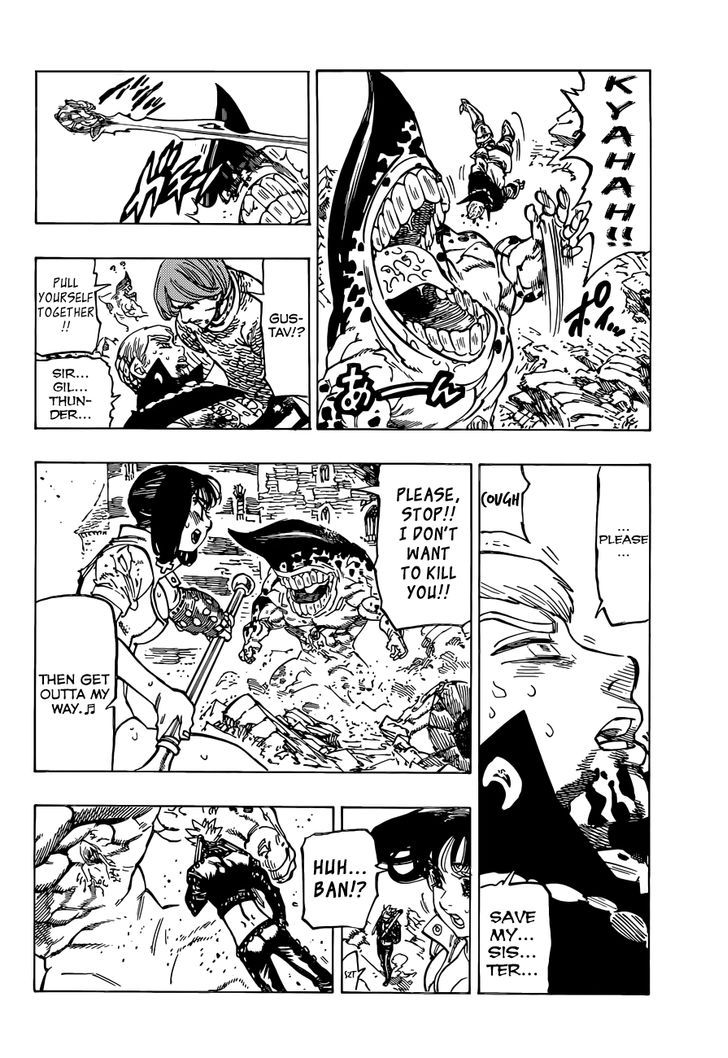 KYAHAH!!
ポイ...
あーーん
GUS-
TAV!?
PULL
YOURSELF
TOGETHER
!!
SIR...
GIL...
THUN-
DER...
...
PLEASE
...
COUGH
SAVE
MY...
SIS-
TER...
PLEASE,
STOP!!
I DON'T
WANT
TO KILL
YOU!!
THEN GET
OUTTA MY
WAY.♫
HUH...
BAN!?